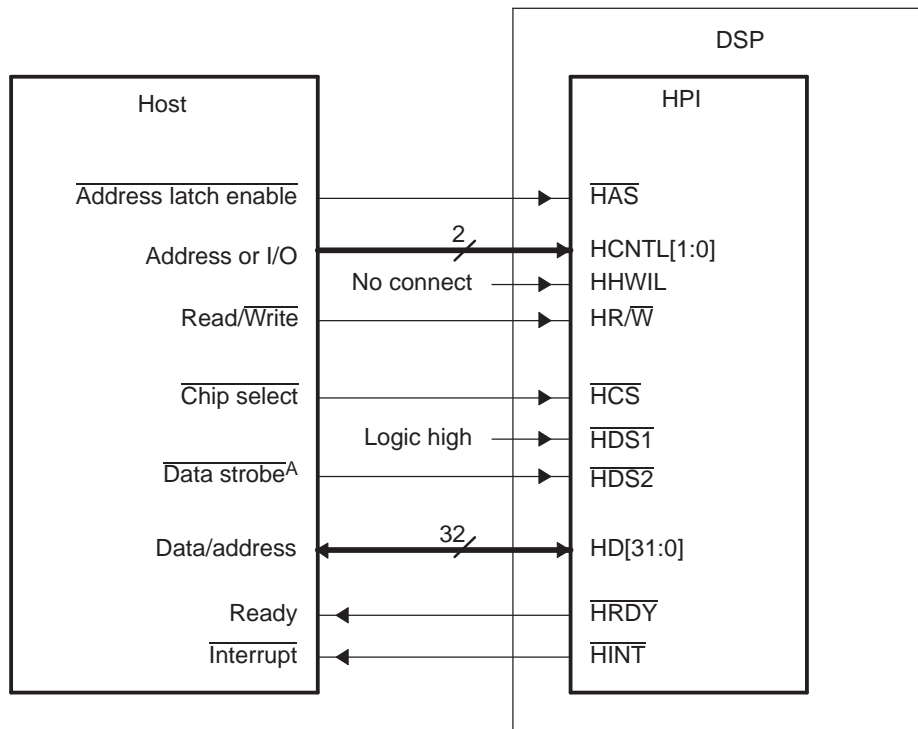 DSP
Host
HPI
Address latch enable
HAS
Address or I/O
2
HCNTL[1:0]
No connect
HHWIL
Read/Write
HR/W
Chip select
HCS
Logic high
HDS1
Data strobeA
HDS2
Data/address
32
HD[31:0]
Ready
HRDY
Interrupt
HINT